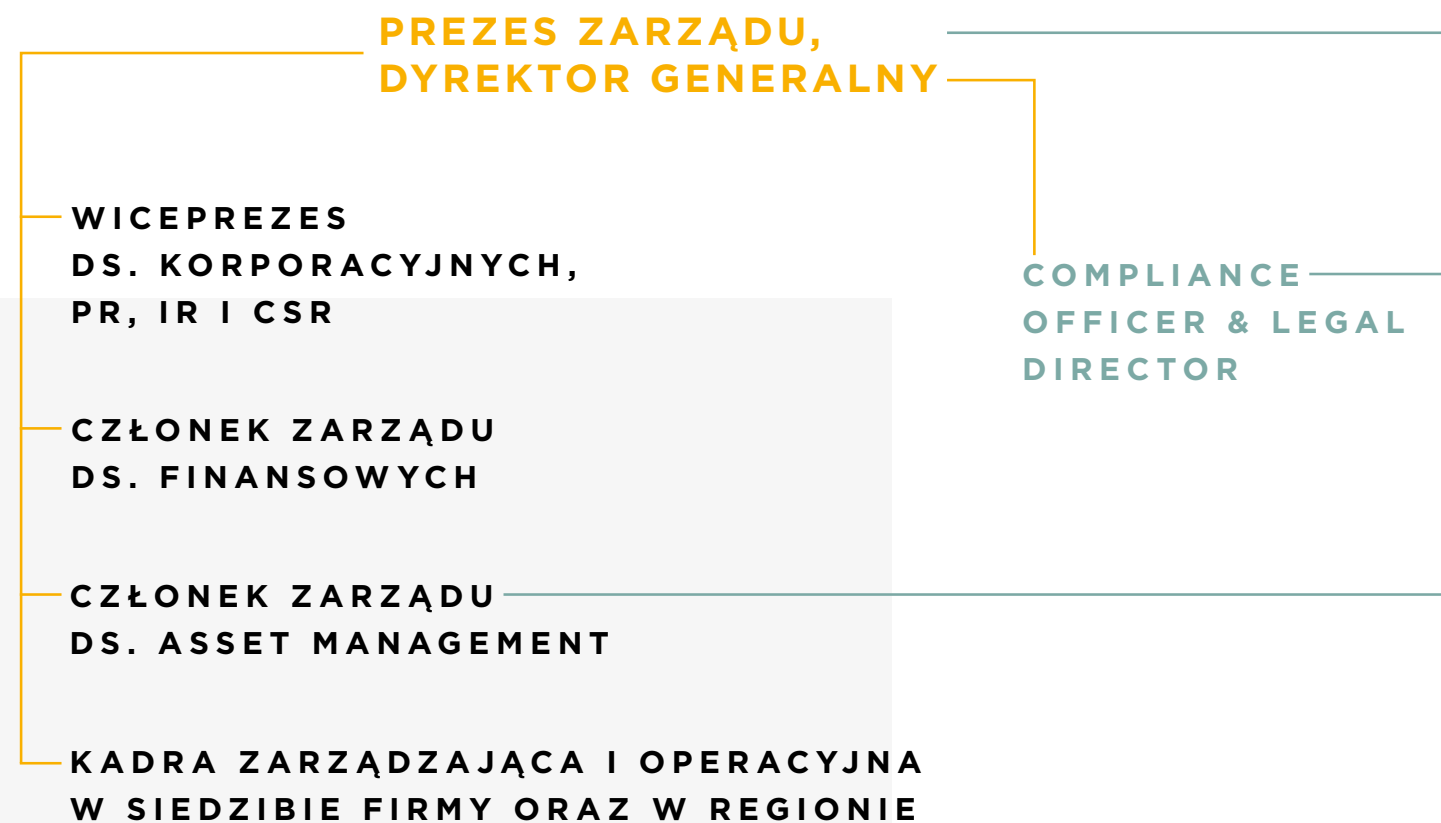 PREZES ZARZĄDU,
DYREKTOR GENERALNY
WICEPREZES
DS. KORPORACYJNYCH,
PR, IR I CSR
COMPLIANCE
OFFICER & LEGAL
DIRECTOR
CZŁONEK ZARZĄDU
DS. FINANSOWYCH
CZŁONEK ZARZĄDU
DS. ASSET MANAGEMENT
KADRA ZARZĄDZAJĄCA I OPERACYJNA
W SIEDZIBIE FIRMY ORAZ W REGIONIE